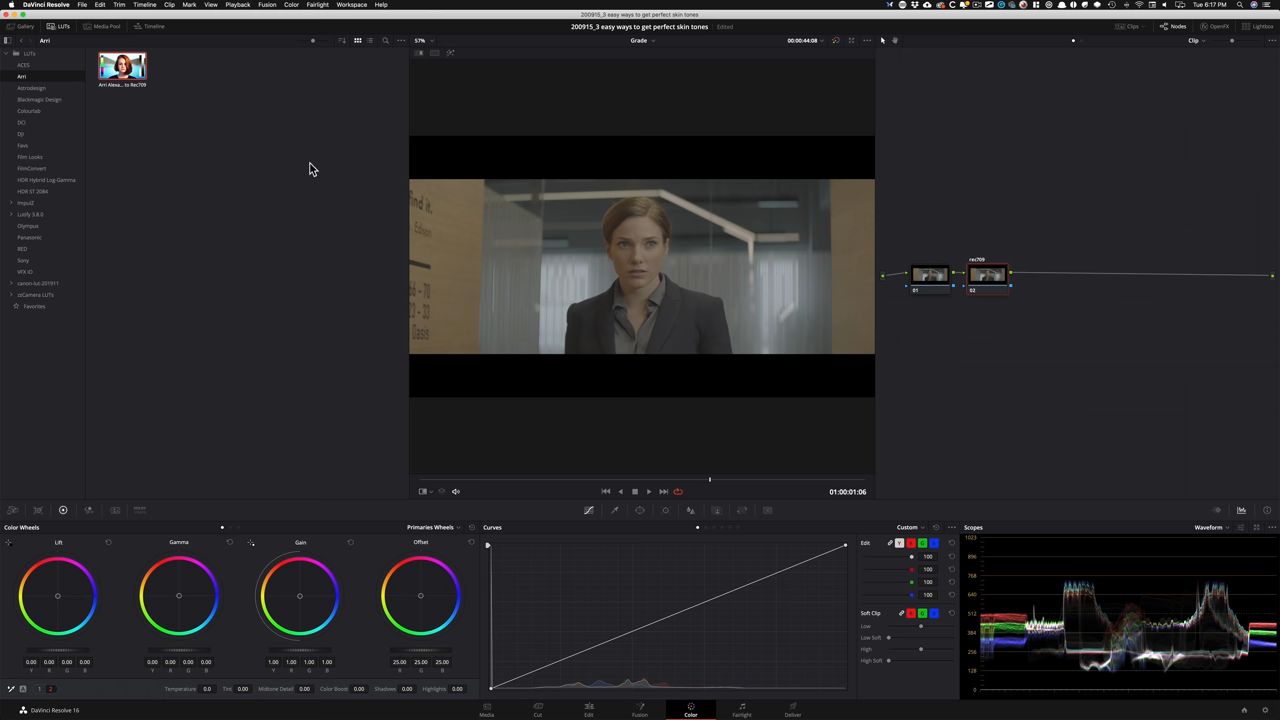 DaVinci Resolve File Edit Trim Timeline Clip Mark View Playback Fusion Color Fairlight Workspace Help
Tue 6:17 PM
200915_3 easy ways to get perfect skin tones
Gallery LUTs Media Pool Timeline
200915_3 easy ways to get perfect skin tones Edited
Clips Nodes OpenFX Lightbox
Arri
57% Grade 00:00:44:08
Clip
LUTs
ACES
Arri
Astrodesign
Blackmagic Design
Colourlab
DCI
DJI
Favs
Film Looks
FilmConvert
HDR Hybrid Log-Gamma
HDR ST 2084
ImpulZ
Lutify 3.8.0
Olympus
Panasonic
RED
Sony
VFX IO
canon-lut-201911
Favorites
Arri Alexa... to Rec709
find it.
Edison
66 – 70
Oasis
rec709
01
02
01:00:01:06
Color Wheels
Primaries Wheels
Lift
Gamma
Gain
Offset
0.00 0.00 0.00 0.00
Y R G B
0.00 0.00 0.00 0.00
Y R G B
1.00 1.00 1.00 1.00
Y R G B
25.00 25.00 25.00
R G B
A 1 2 Temperature 0.0 Tint 0.00 Midtone Detail 0.00 Color Boost 0.00 Shadows 0.00 Highlights 0.00
Curves
Custom
Edit Y R G B
100
100
100
100
Soft Clip R G B
Low
Low Soft
High
High Soft
Scopes
Waveform
1023
896
768
640
512
384
256
128
0
DaVinci Resolve 16
Media Cut Edit Fusion Color Fairlight Deliver